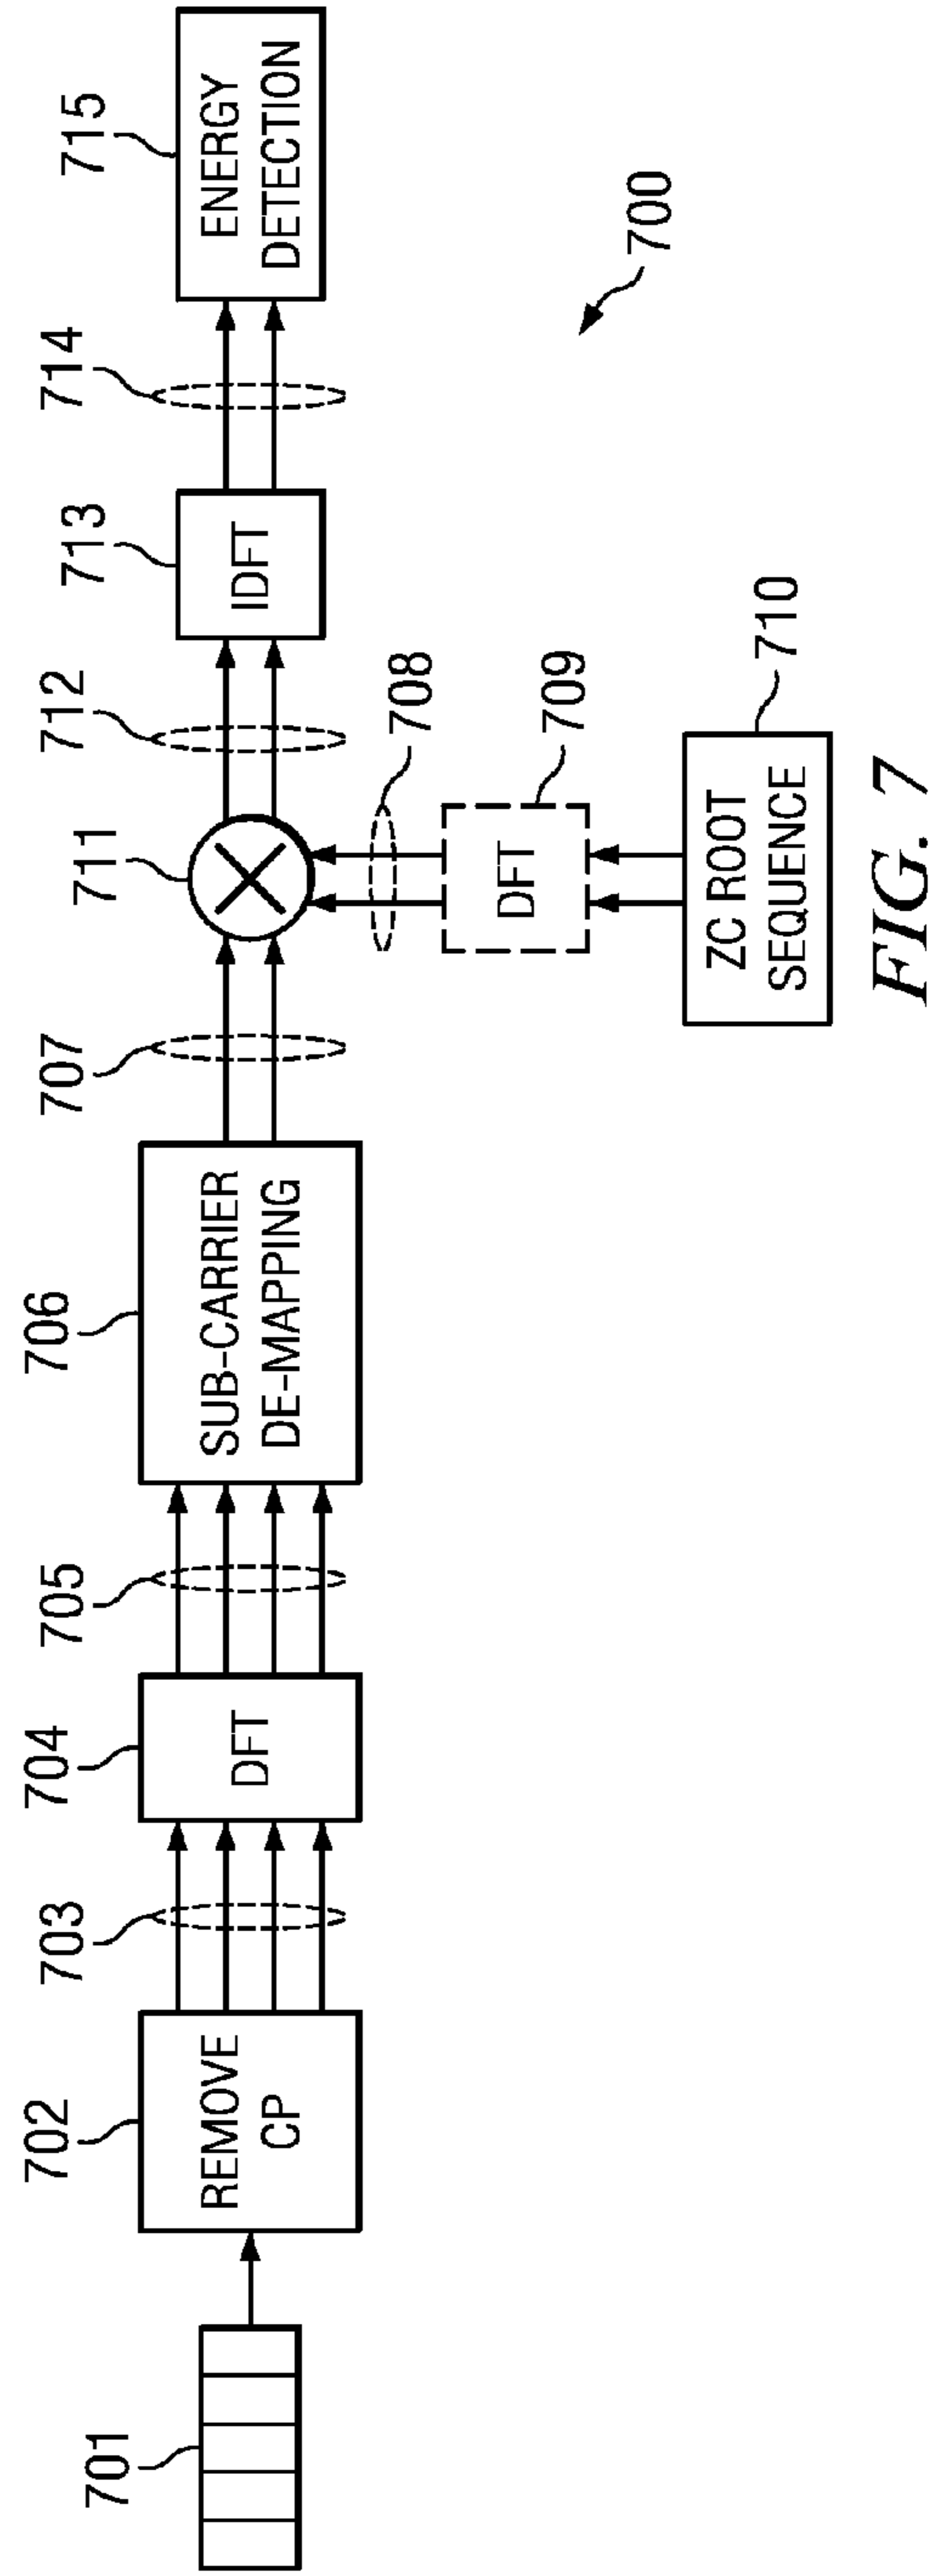 701
702
REMOVE
CP
703
704
DFT
705
706
SUB-CARRIER
DE-MAPPING
707
711
712
713
IDFT
714
715
ENERGY
DETECTION
708
709
DFT
710
ZC ROOT
SEQUENCE
700
FIG. 7